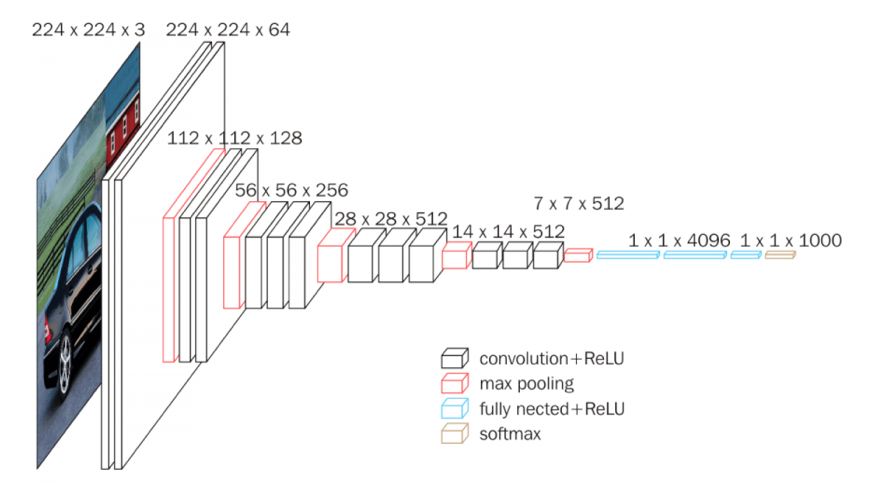 224 x 224 x 3
224 x 224 x 64
112 x 112 x 128
56 x 56 x 256
28 x 28 x 512
14 x 14 x 512
7 x 7 x 512
1 x 1 x 4096
1 x 1 x 1000
convolution+ReLU
max pooling
fully nected+ReLU
softmax